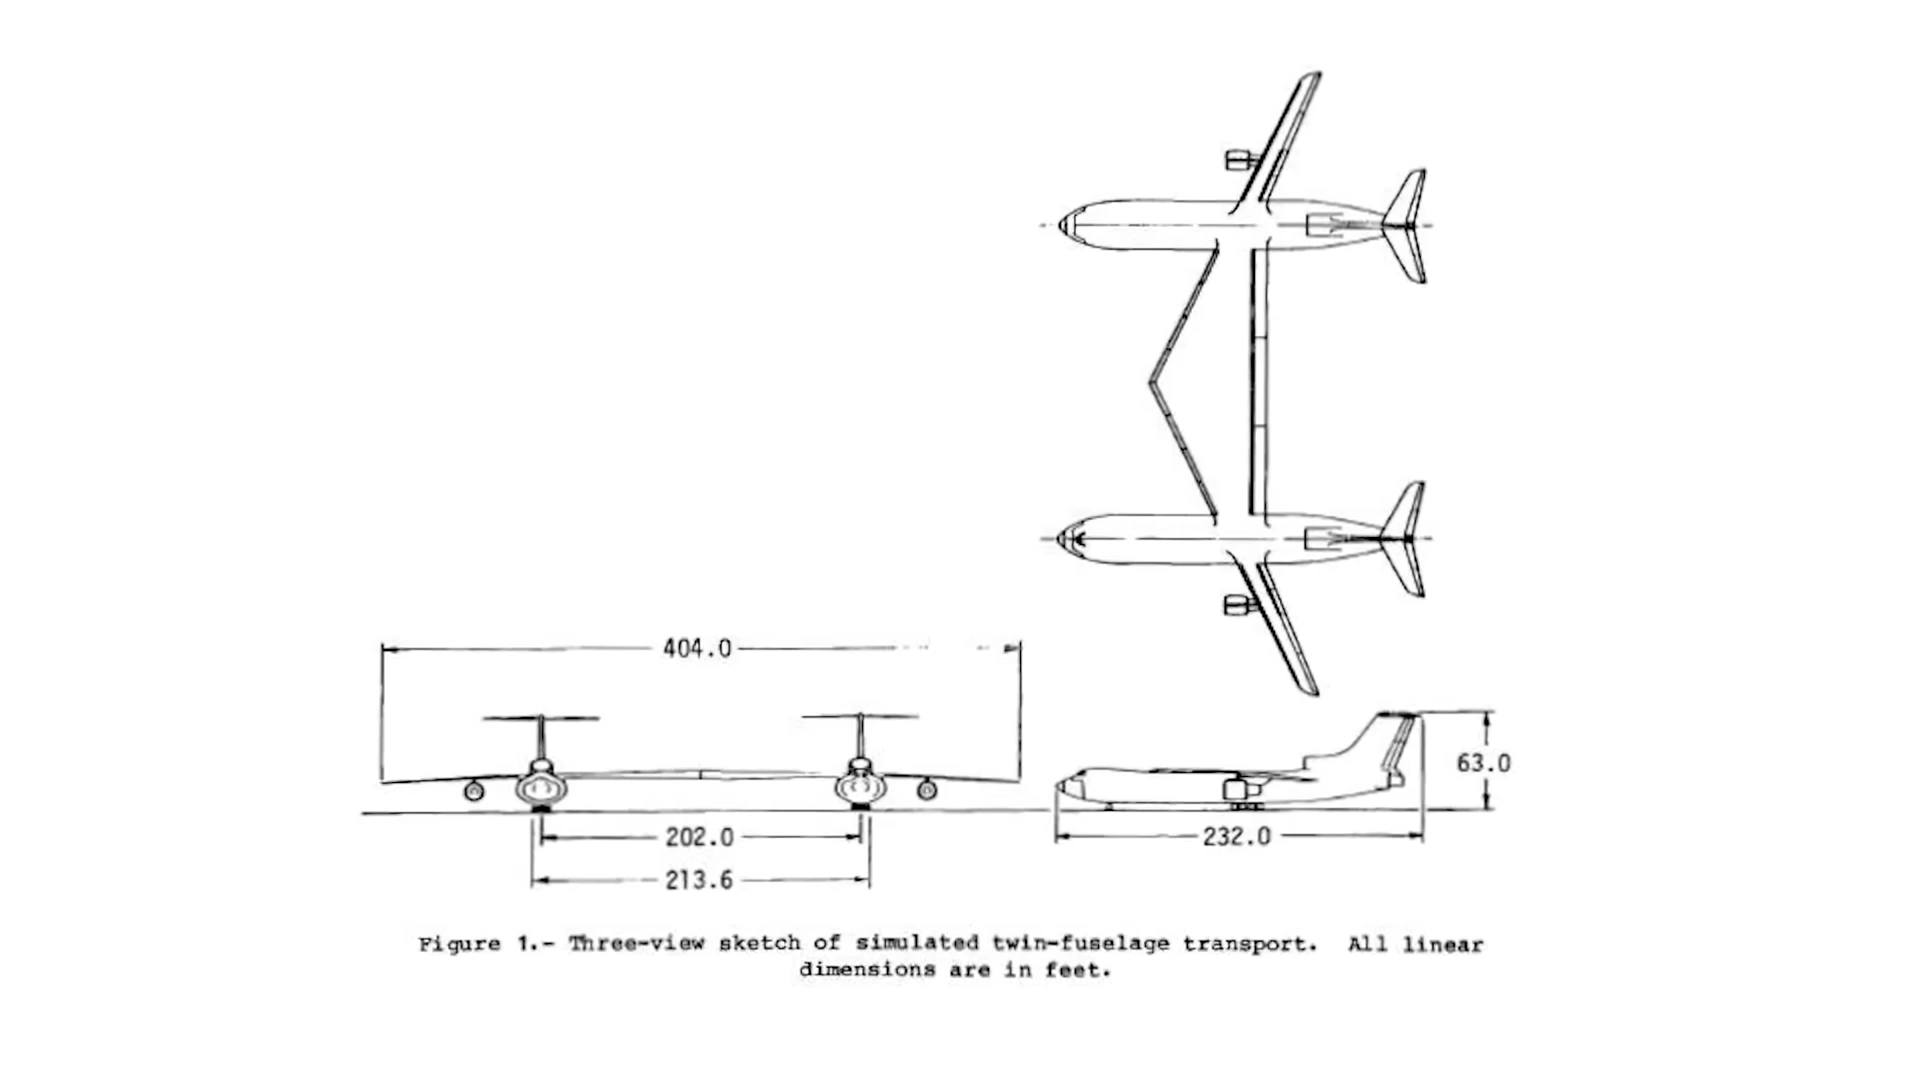 404.0
63.0
202.0
232.0
213.6
Figure 1.- Three-view sketch of simulated twin-fuselage transport. All linear
dimensions are in feet.